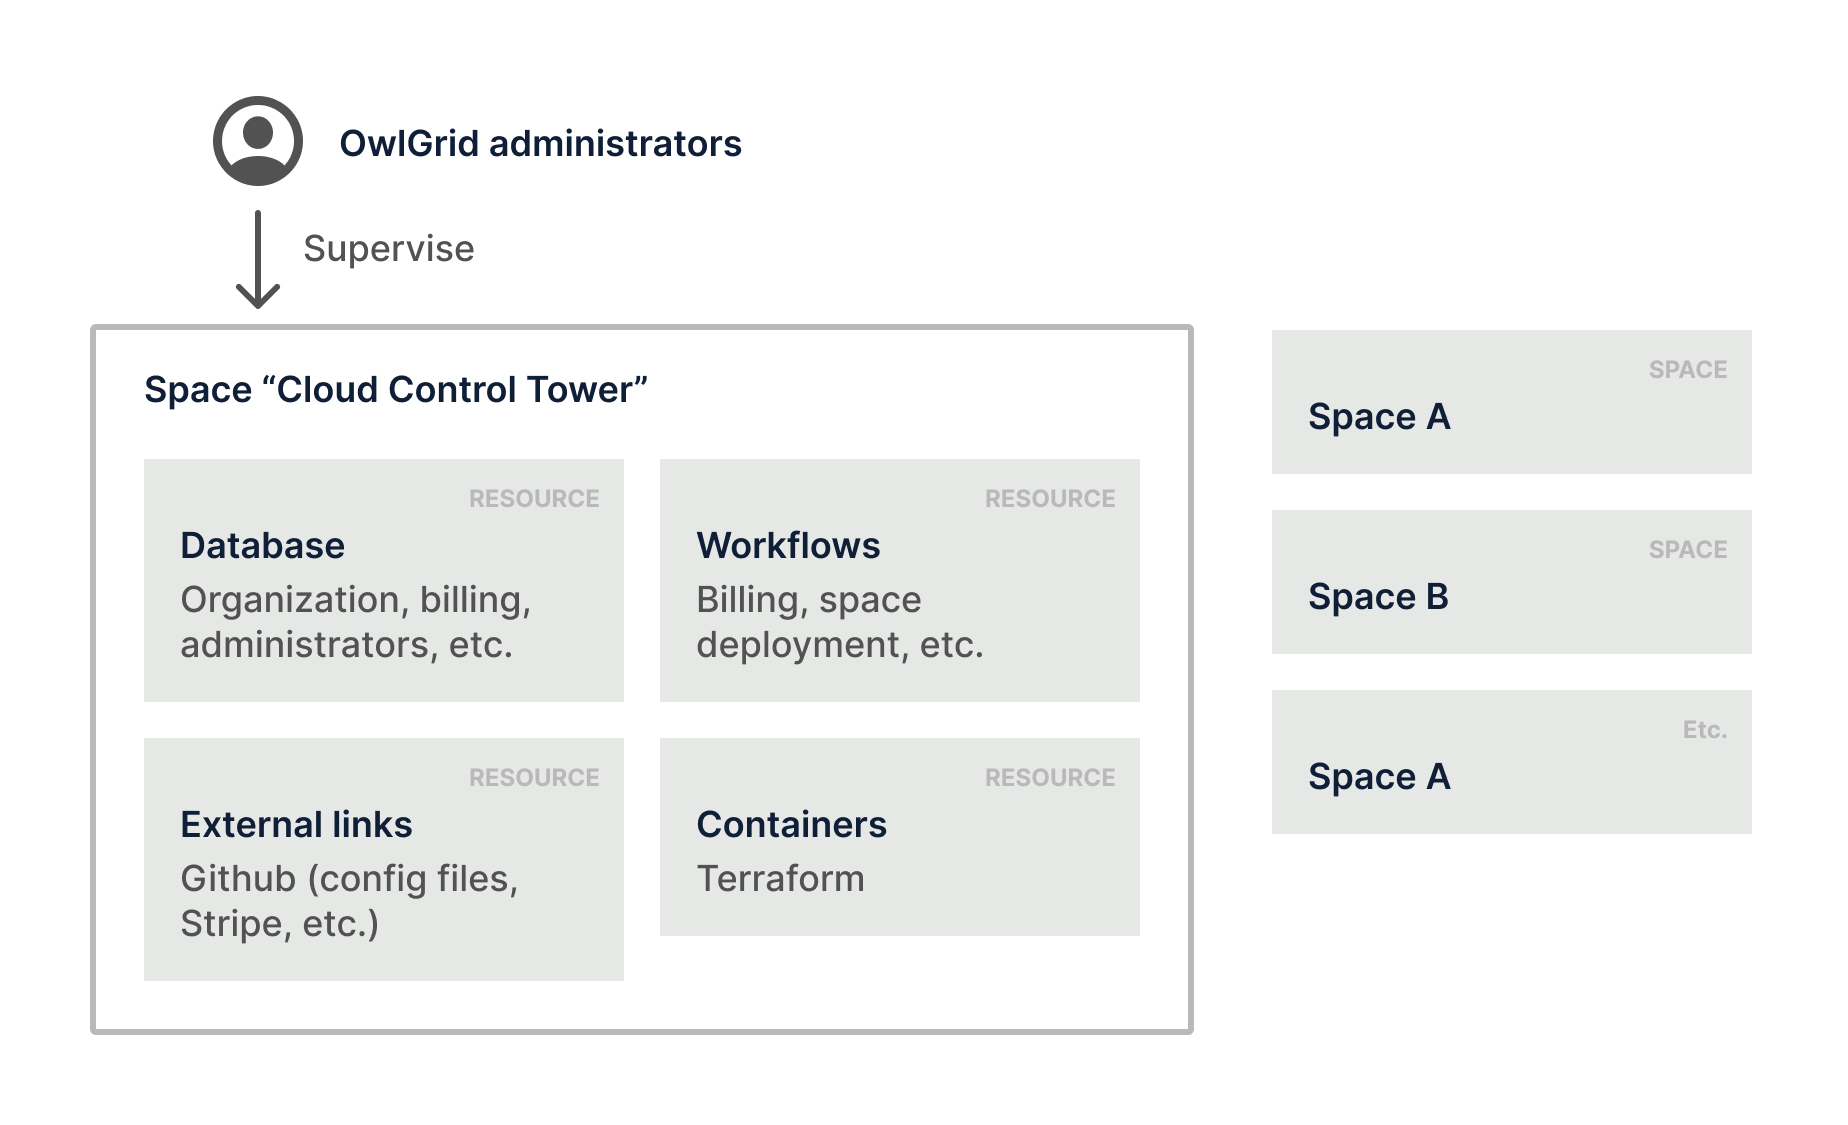 OwlGrid administrators
Supervise
Space “Cloud Control Tower”
RESOURCE
Database
Organization, billing,
administrators, etc.
RESOURCE
Workflows
Billing, space
deployment, etc.
RESOURCE
External links
Github (config files,
Stripe, etc.)
RESOURCE
Containers
Terraform
SPACE
Space A
SPACE
Space B
Etc.
Space A